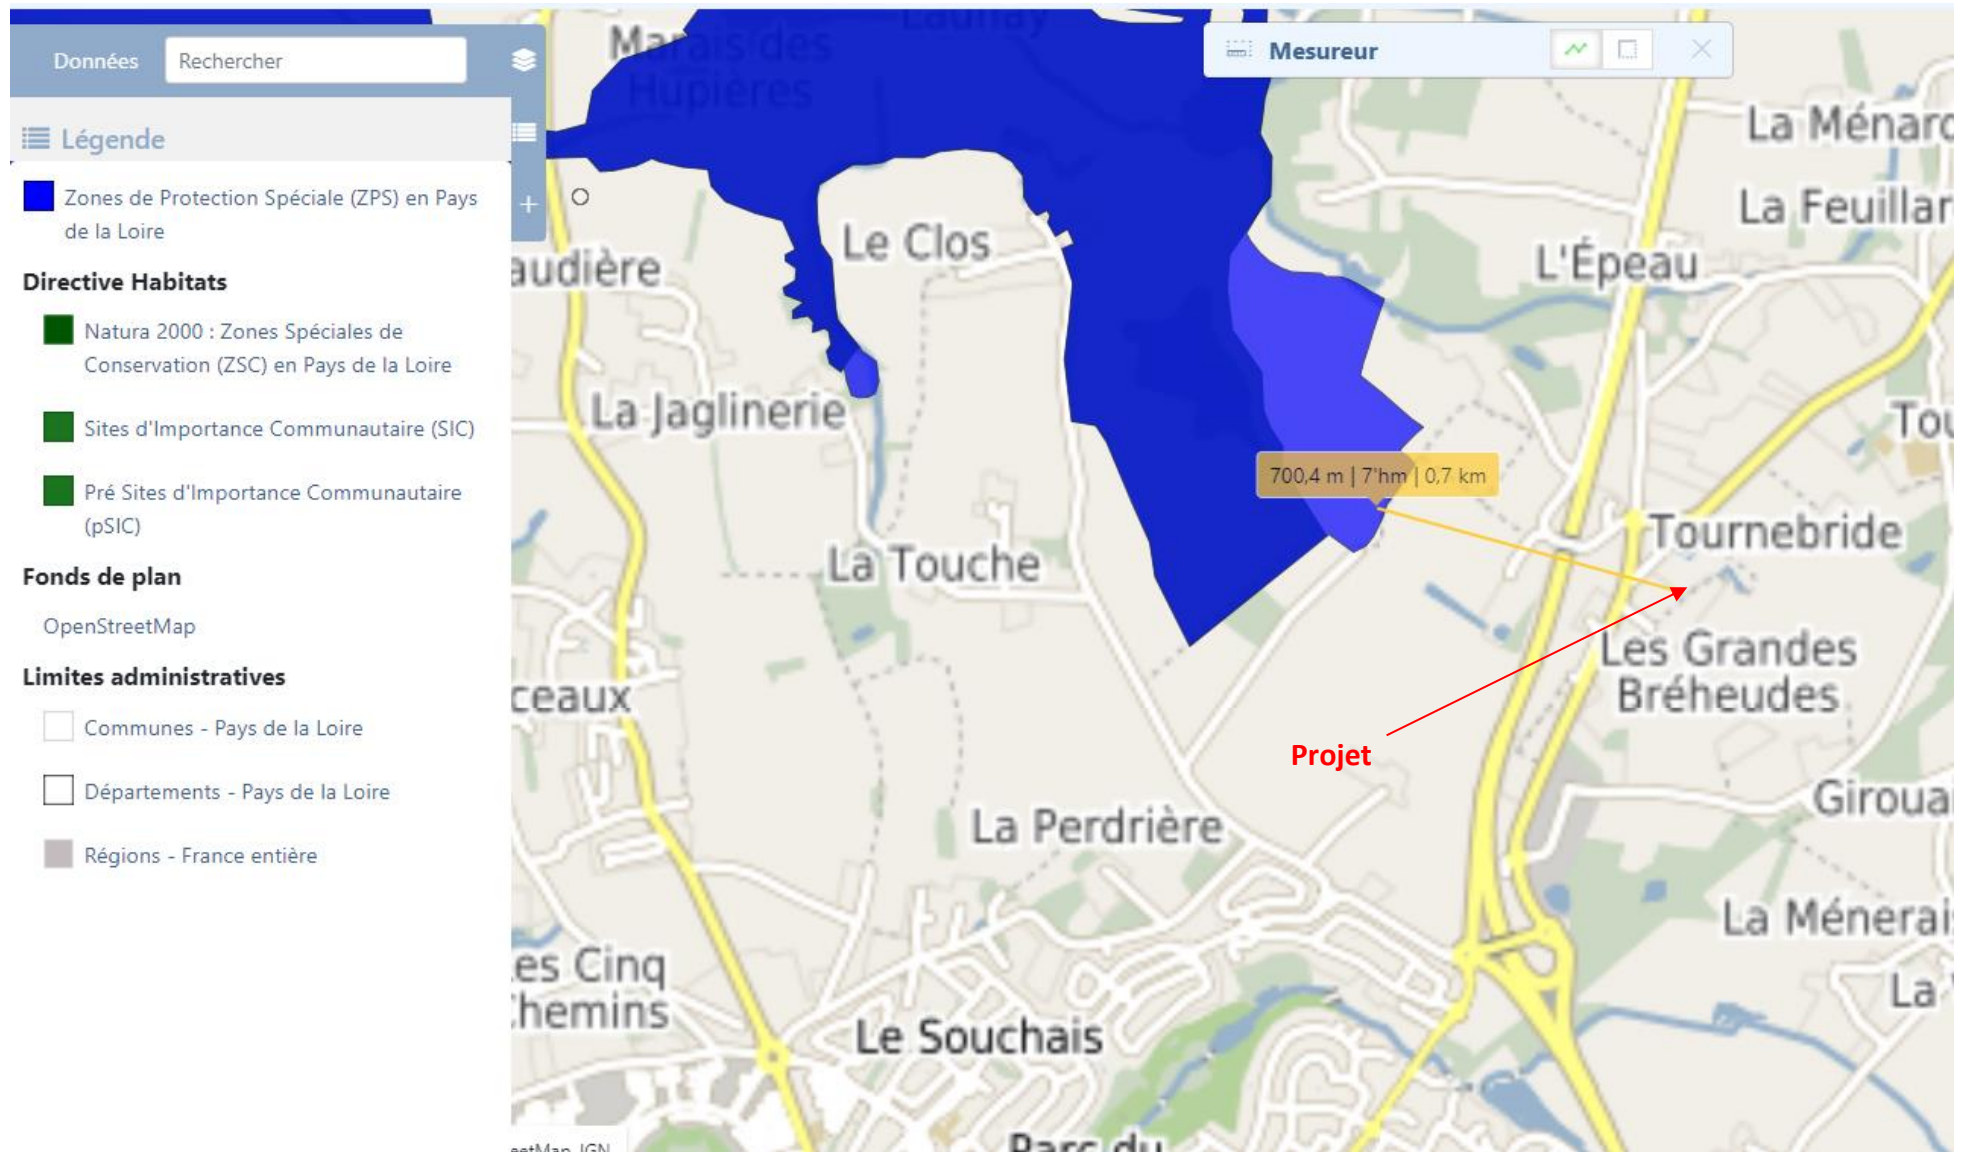 Données
Rechercher
Légende
Zones de Protection Spéciale (ZPS) en Pays
de la Loire
Directive Habitats
Natura 2000 : Zones Spéciales de
Conservation (ZSC) en Pays de la Loire
Sites d'Importance Communautaire (SIC)
Pré Sites d'Importance Communautaire
(pSIC)
Fonds de plan
OpenStreetMap
Limites administratives
Communes - Pays de la Loire
Départements - Pays de la Loire
Régions - France entière
Mesureur
Launay
Marais des
Hupières
La Ménard
La Feuillar
L'Épeau
Le Clos
audière
La Jaglinerie
Tou
700,4 m | 7'hm | 0,7 km
Tournebride
La Touche
Les Grandes
Bréheudes
ceaux
Projet
Giroua
La Perdrière
La Ménerai
es Cinq
hemins
La
Le Souchais
Parc du
eetMap, IGN